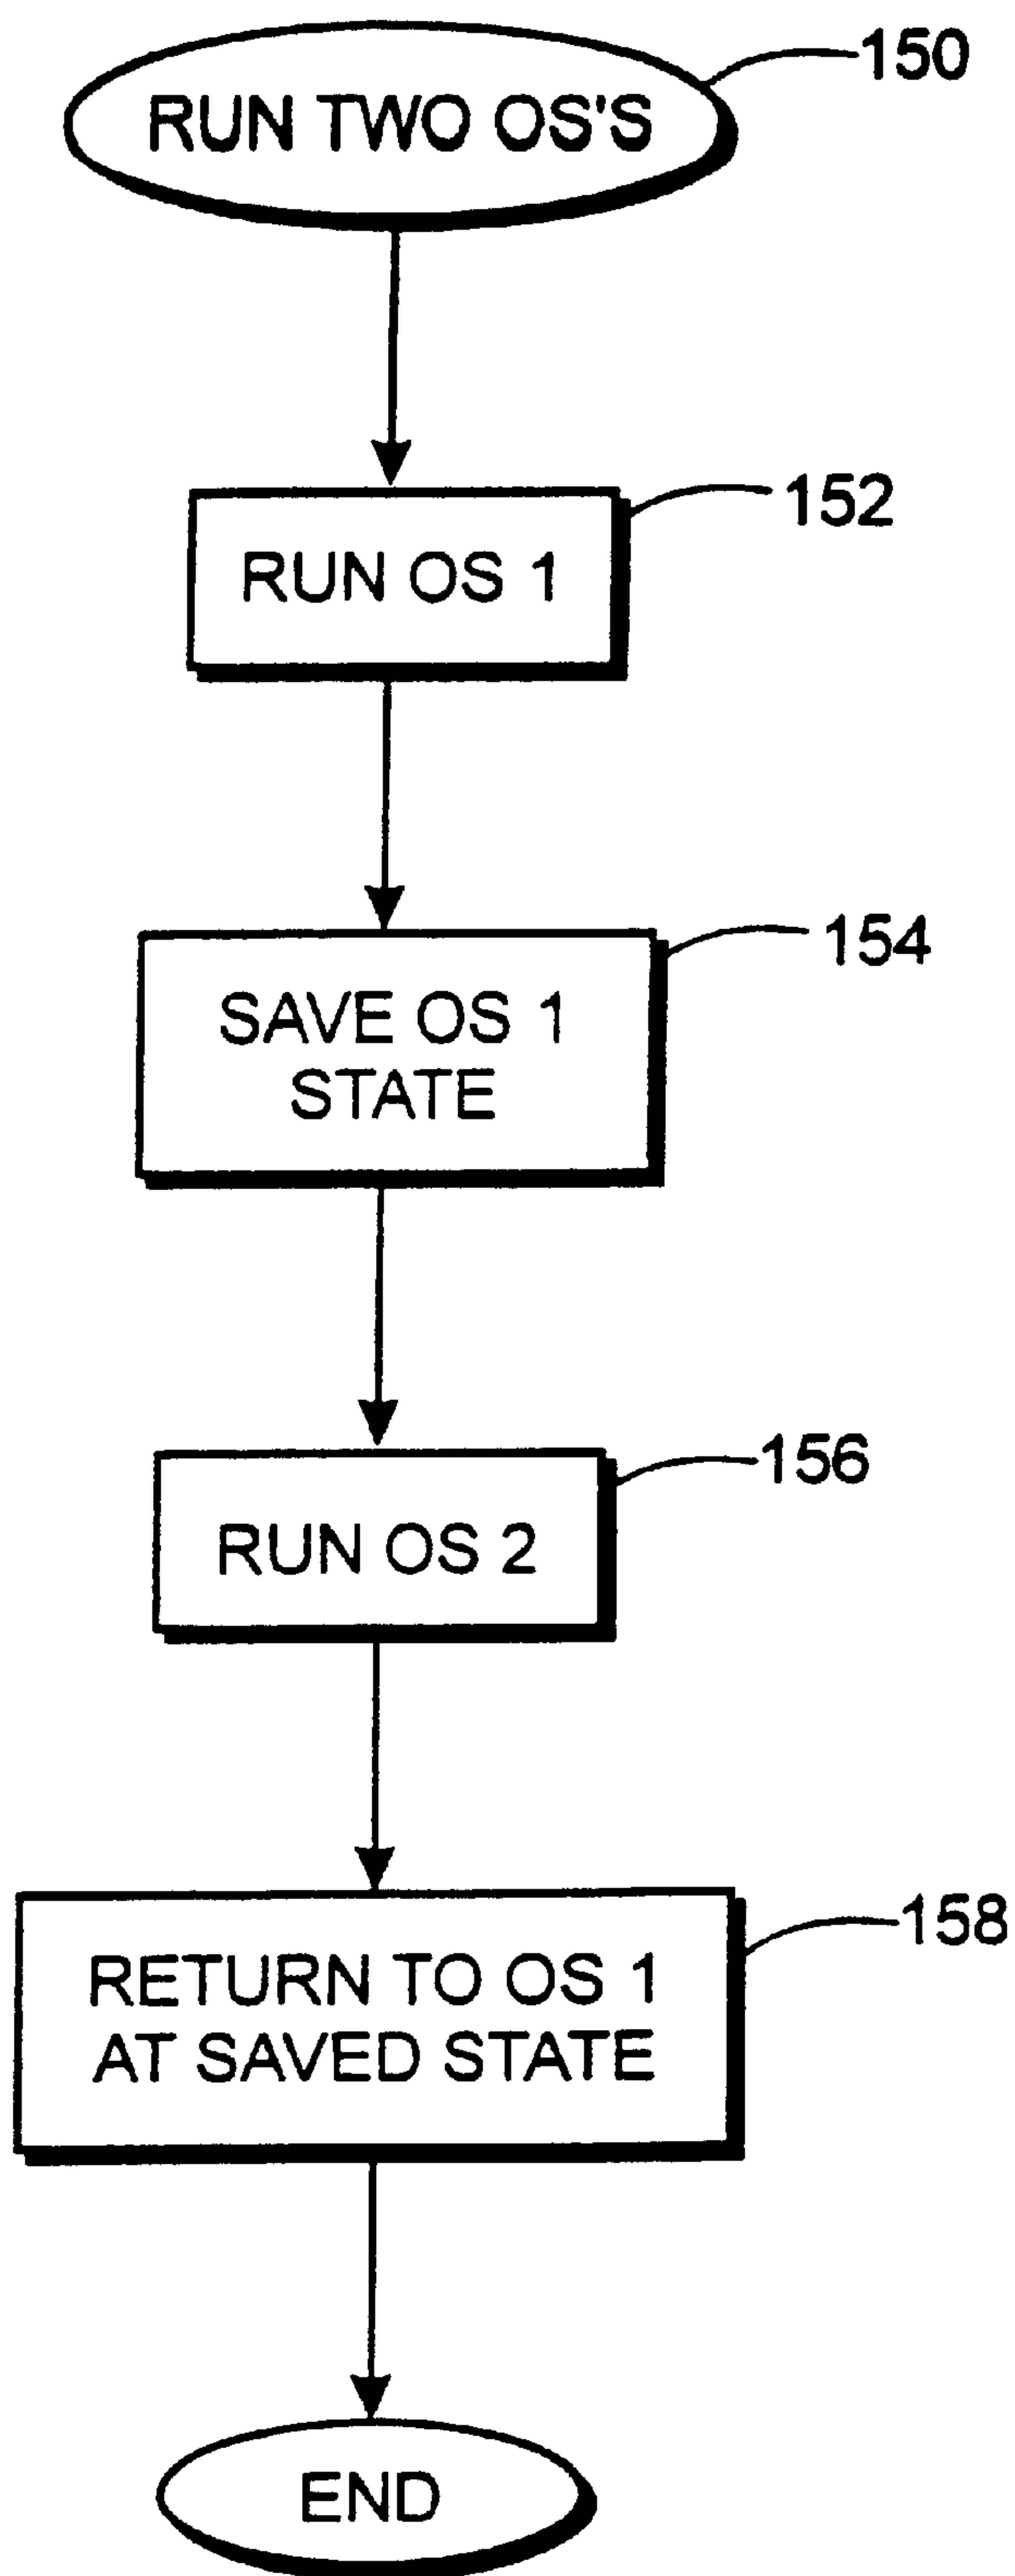 150
RUN TWO OS'S
152
RUN OS 1
154
SAVE OS 1
STATE
156
RUN OS 2
158
RETURN TO OS 1
AT SAVED STATE
END